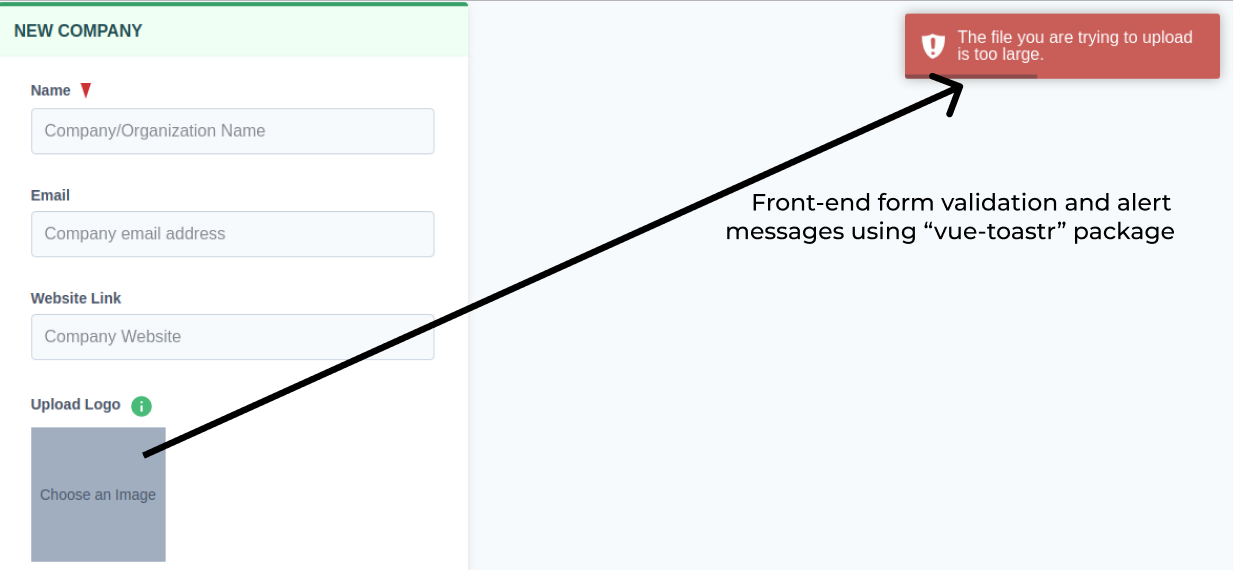 NEW COMPANY
Name
Company/Organization Name
Email
Company email address
Website Link
Company Website
Upload Logo
Choose an Image
The file you are trying to upload
is too large.
Front-end form validation and alert
messages using “vue-toastr” package